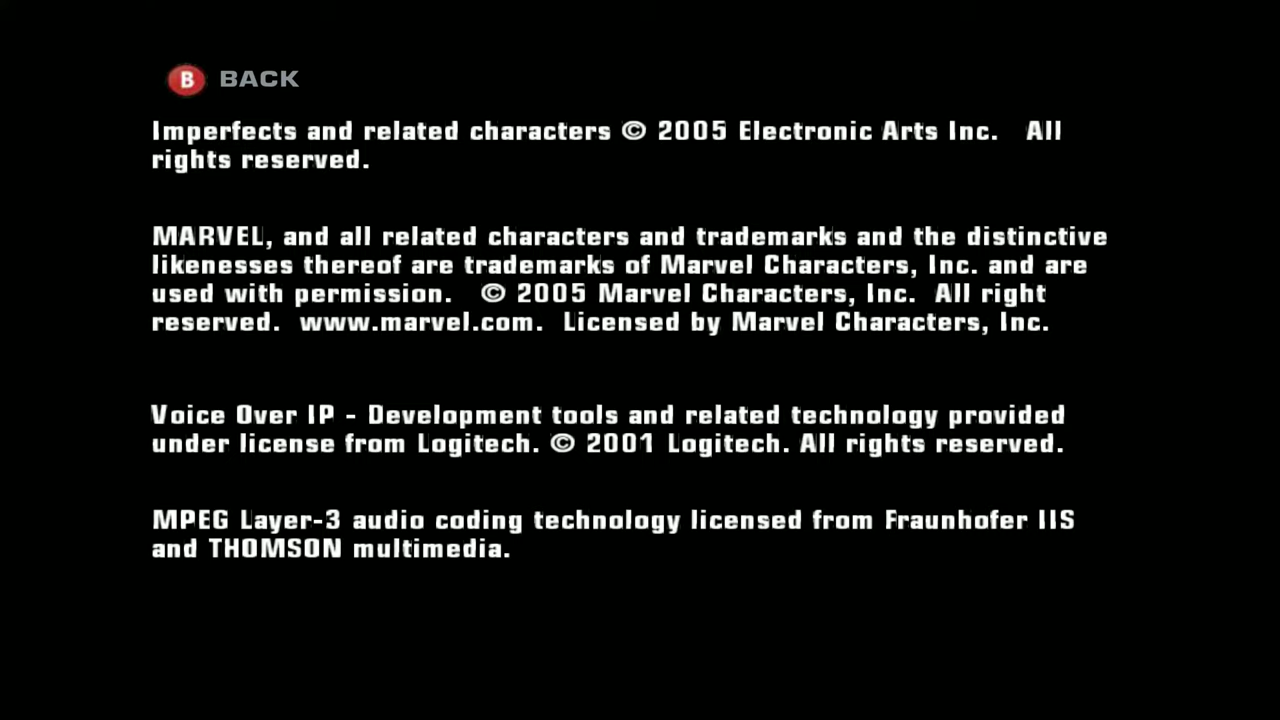 B BACK
Imperfects and related characters © 2005 Electronic Arts Inc. All
rights reserved.
MARVEL, and all related characters and trademarks and the distinctive
likenesses thereof are trademarks of Marvel Characters, Inc. and are
used with permission. © 2005 Marvel Characters, Inc. All right
reserved. www.marvel.com. Licensed by Marvel Characters, Inc.
Voice Over IP - Development tools and related technology provided
under license from Logitech. © 2001 Logitech. All rights reserved.
MPEG Layer-3 audio coding technology licensed from Fraunhofer IIS
and THOMSON multimedia.